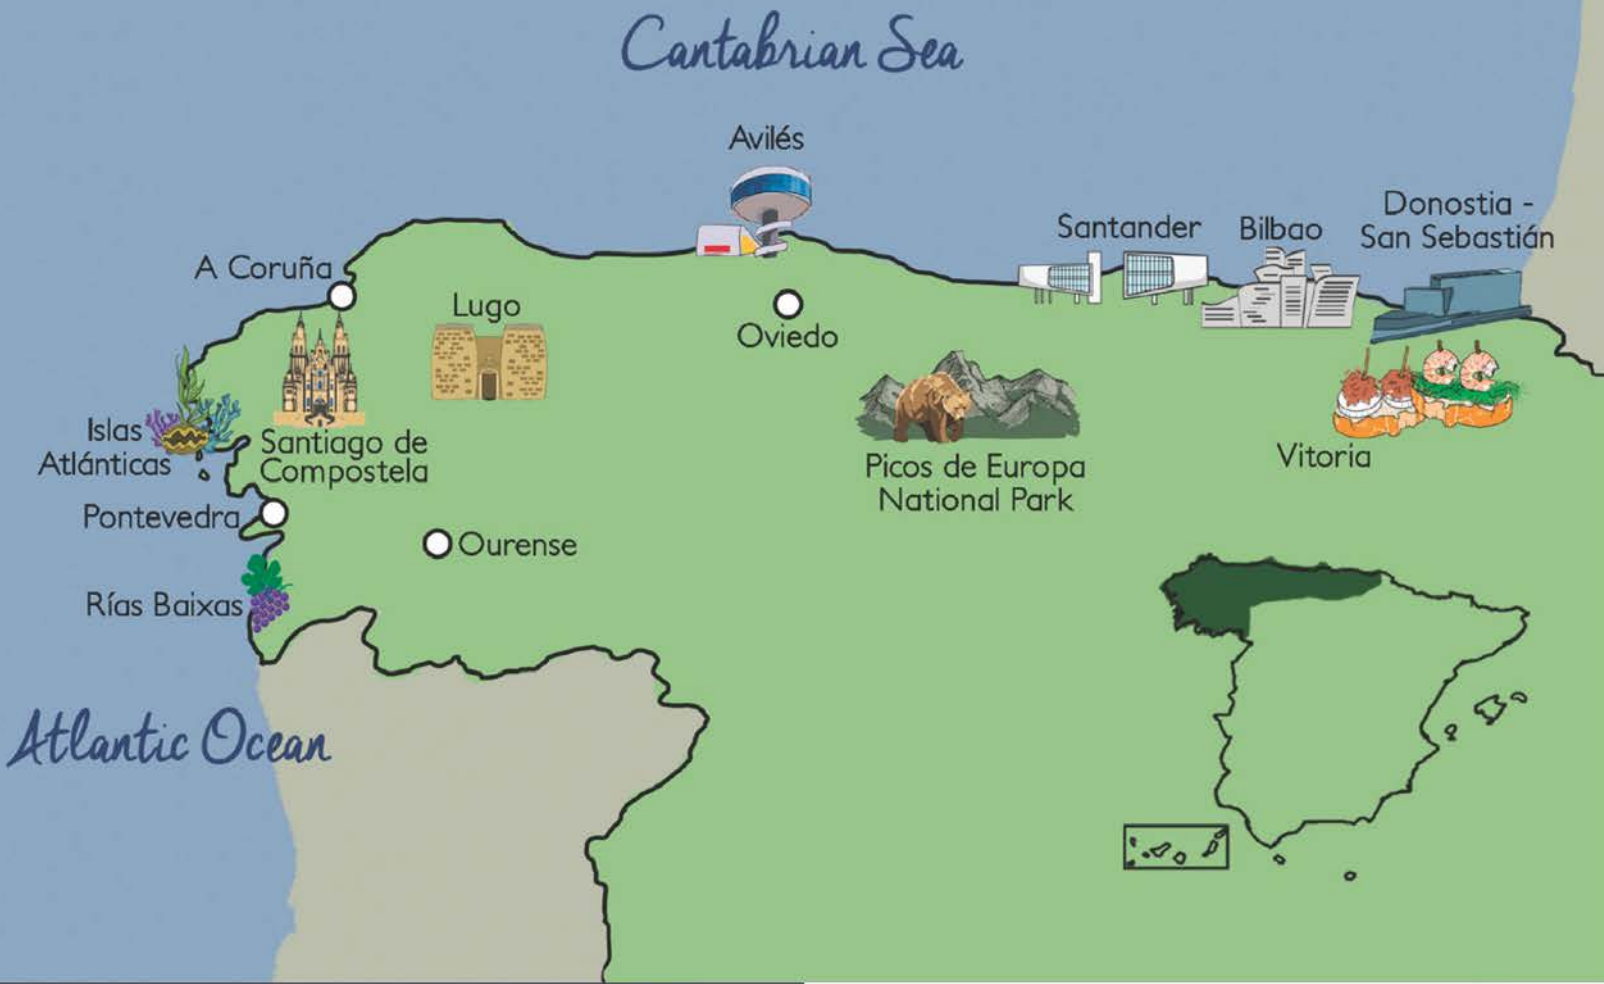 Cantabrian Sea
Avilés
Donostia -
San Sebastián
Santander
Bilbao
A Coruña
Lugo
Oviedo
Islas
Atlánticas
Santiago de
Compostela
Picos de Europa
National Park
Vitoria
Pontevedra
Ourense
Rías Baixas
Atlantic Ocean